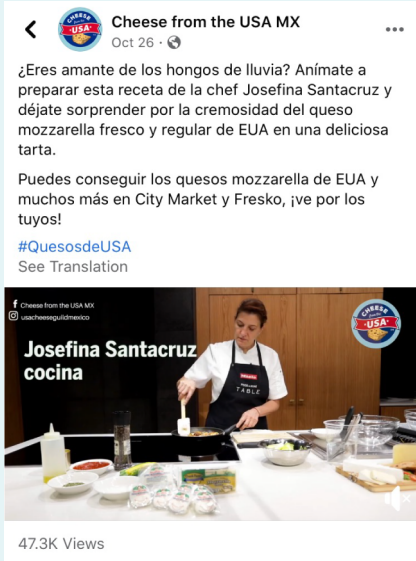 Cheese from the USA MX
Oct 26 ·
¿Eres amante de los hongos de lluvia? Anímate a
preparar esta receta de la chef Josefina Santacruz y
déjate sorprender por la cremosidad del queso
mozzarella fresco y regular de EUA en una deliciosa
tarta.
Puedes conseguir los quesos mozzarella de EUA y
muchos más en City Market y Fresko, ¡ve por los
tuyos!
#QuesosdeUSA
See Translation
Cheese from the USA MX
usacheeseguildmexico
CHEESE
USA
Josefina Santacruz
cocina
TABLE
47.3K Views